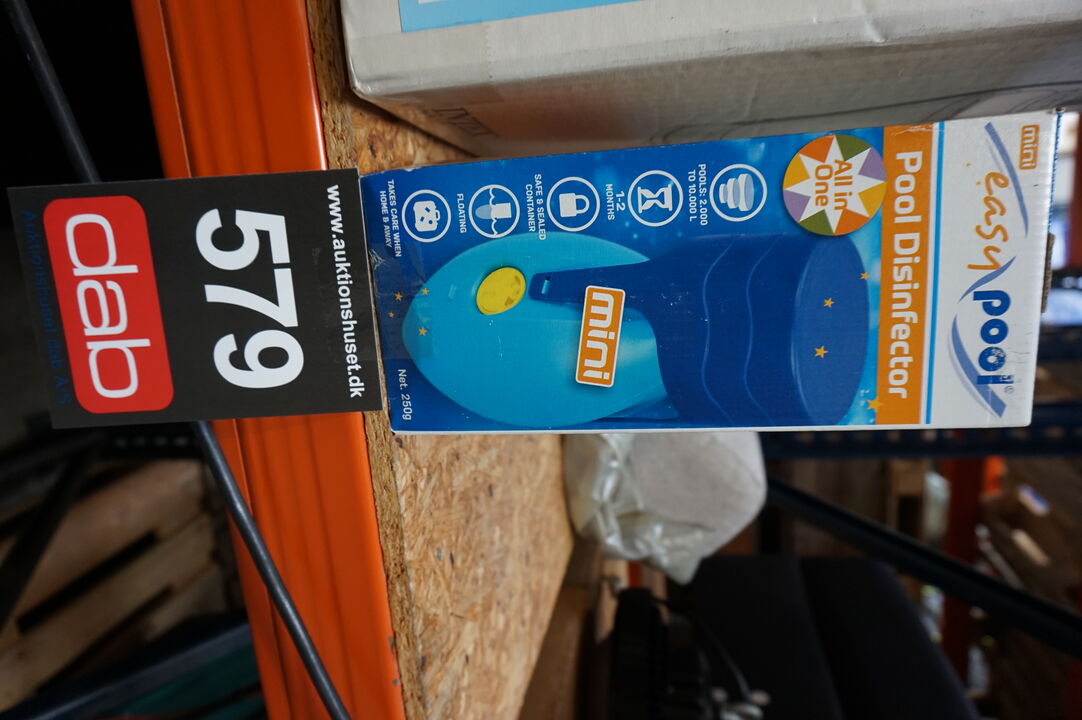 mini
easy pool®
Pool Disinfector
All in
One
POOLS: 2.000
TO 10.000 L
1-2
MONTHS
SAFE & SEALED
CONTAINER
FLOATING
TAKES CARE WHEN
HOME & AWAY
mini
Net. 250g
www.auktionshuset.dk
579
dab
Auktionshuset dab A/S